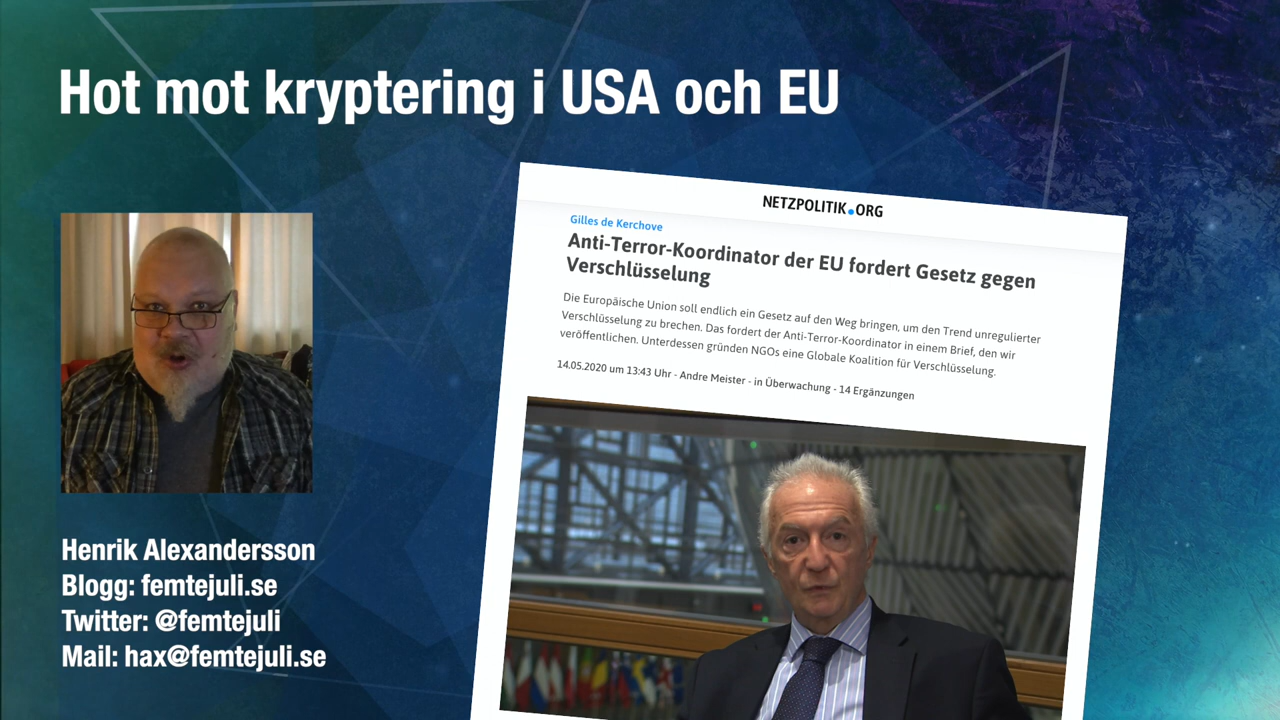 Hot mot kryptering i USA och EU
NETZPOLITIK.ORG
Gilles de Kerchove
Anti-Terror-Koordinator der EU fordert Gesetz gegen
Verschlüsselung
Die Europäische Union soll endlich ein Gesetz auf den Weg bringen, um den Trend unregulierter
Verschlüsselung zu brechen. Das fordert der Anti-Terror-Koordinator in einem Brief, den wir
veröffentlichen. Unterdessen gründen NGOs eine Globale Koalition für Verschlüsselung.
14.05.2020 um 13:43 Uhr - Andre Meister - in Überwachung - 14 Ergänzungen
Henrik Alexandersson
Blogg: femtejuli.se
Twitter: @femtejuli
Mail: hax@femtejuli.se